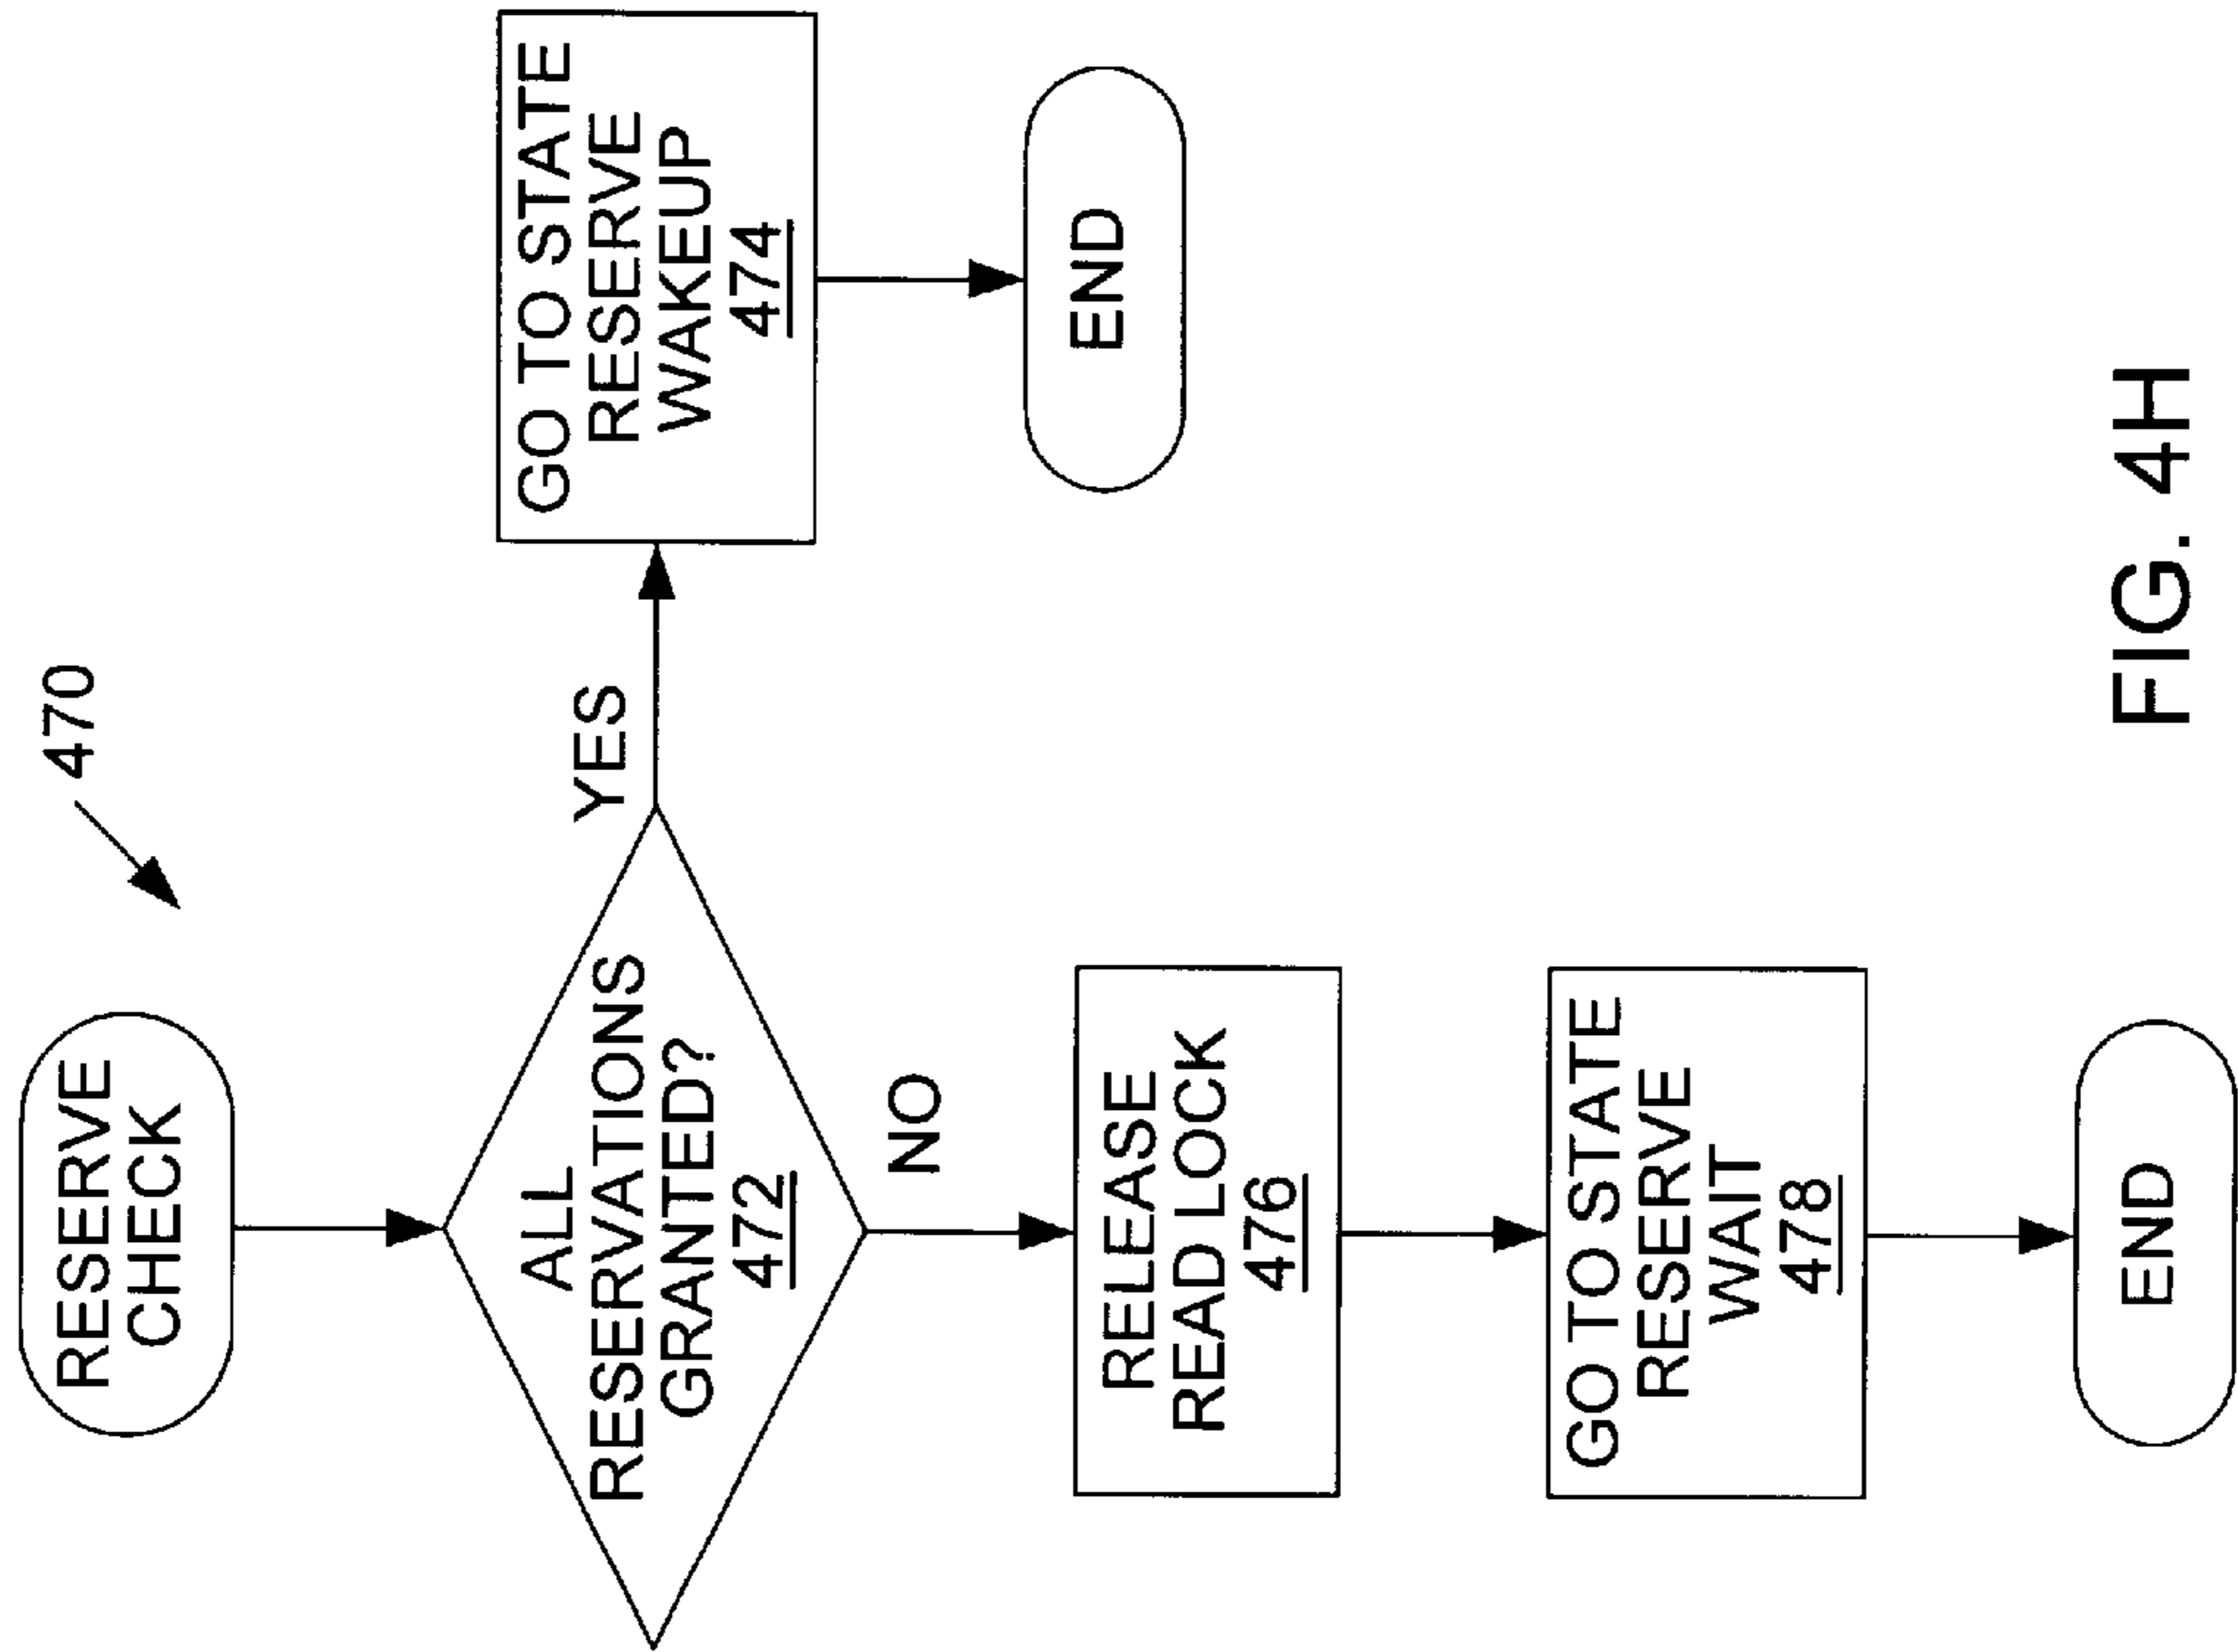 470
RESERVE
CHECK
ALL
RESERVATIONS
GRANTED?
472
YES
GO TO STATE
RESERVE
WAKEUP
474
END
NO
RELEASE
READ LOCK
476
GO TO STATE
RESERVE
WAIT
478
END
FIG. 4H